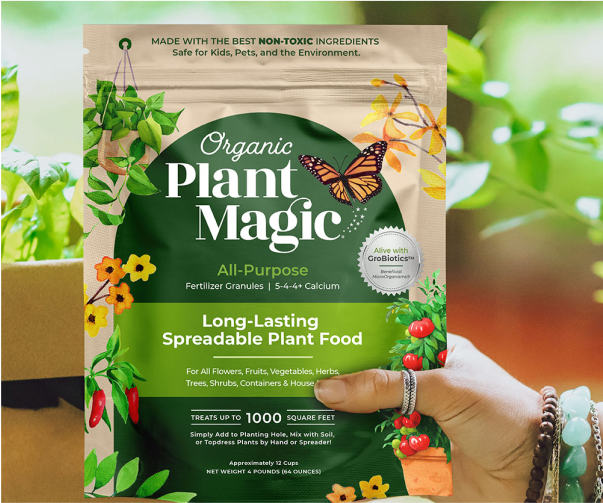 MADE WITH THE BEST NON-TOXIC INGREDIENTS
Safe for Kids, Pets, and the Environment.
Organic
Plant
Magic
Alive with
GroBiotics™
Beneficial
MicroOrganisms
All-Purpose
Fertilizer Granules | 5-4-4+ Calcium
Long-Lasting
Spreadable Plant Food
For All Flowers, Fruits, Vegetables, Herbs,
Trees, Shrubs, Containers & House
TREATS UP TO 1000 SQUARE FEET
Simply Add to Planting Hole, Mix with Soil,
or Topdress Plants by Hand or Spreader!
Approximately 12 Cups
NET WEIGHT 4 POUNDS (64 OUNCES)